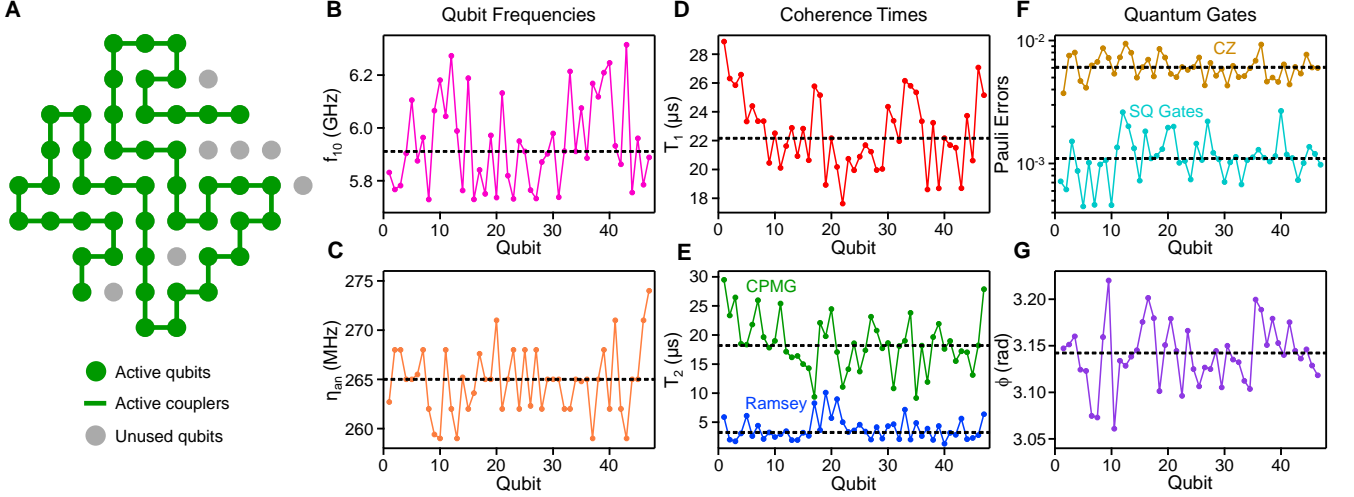 A
Active qubits
Active couplers
Unused qubits
B
Qubit Frequencies
f10 (GHz)
6.2
6.0
5.8
0
10
20
30
40
Qubit
C
ηan (MHz)
275
270
265
260
0
10
20
30
40
Qubit
D
Coherence Times
T1 (μs)
28
26
24
22
20
18
0
10
20
30
40
Qubit
E
T2 (μs)
30
25
20
15
10
5
CPMG
Ramsey
0
10
20
30
40
Qubit
F
Quantum Gates
Pauli Errors
10-2
10-3
CZ
SQ Gates
0
10
20
30
40
Qubit
G
ϕ (rad)
3.20
3.15
3.10
3.05
0
10
20
30
40
Qubit